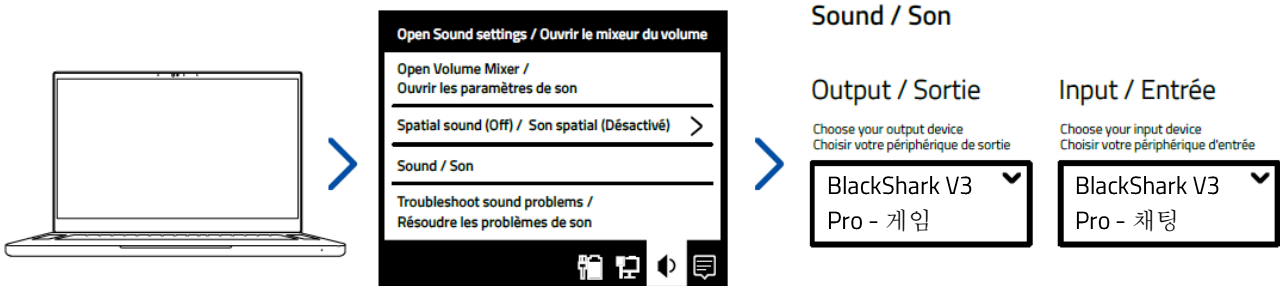 Open Sound settings / Ouvrir le mixeur du volume
Open Volume Mixer /
Ouvrir les paramètres de son
Spatial sound (Off) / Son spatial (Désactivé)
Sound / Son
Troubleshoot sound problems /
Résoudre les problèmes de son
Sound / Son
Output / Sortie
Choose your output device
Choisir votre périphérique de sortie
BlackShark V3
Pro - 게임
Input / Entrée
Choose your input device
Choisir votre périphérique d'entrée
BlackShark V3
Pro - 채팅